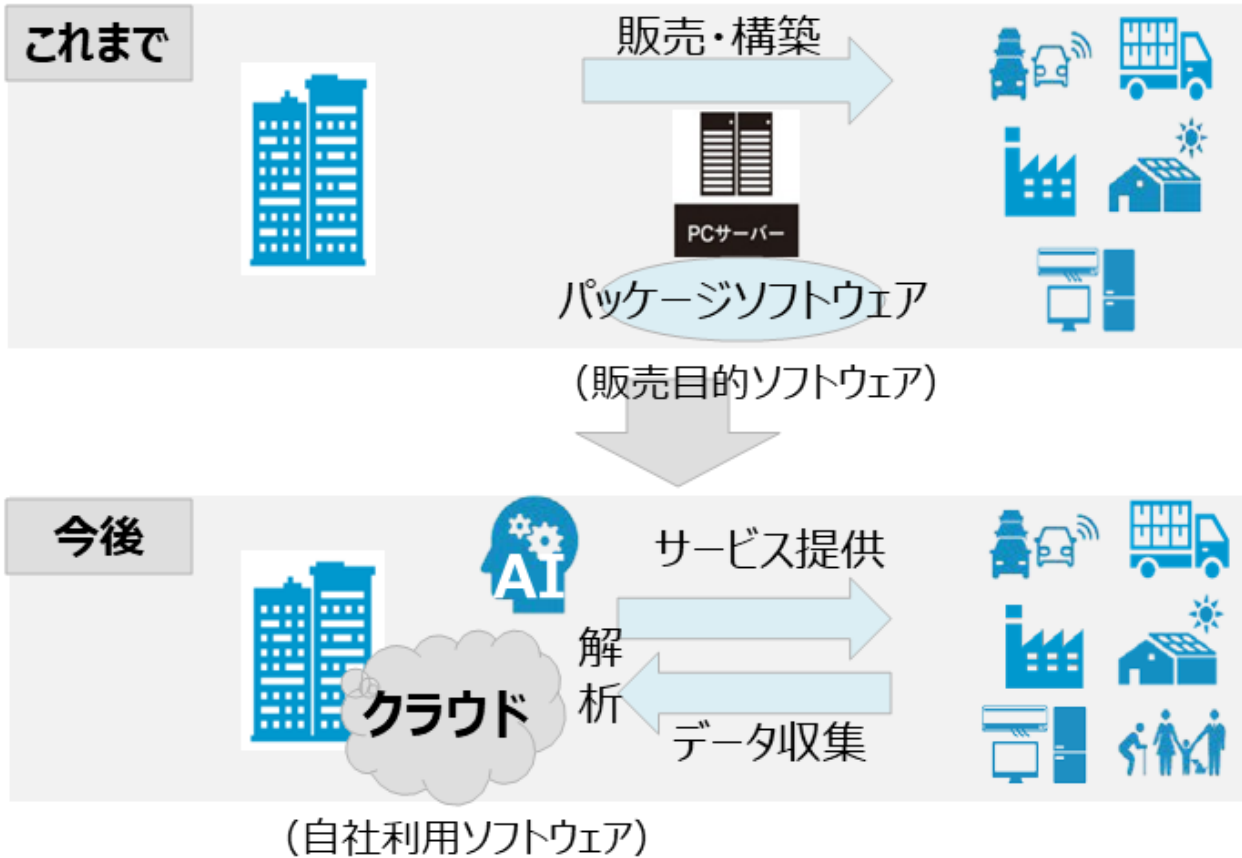 これまで
販売・構築
PCサーバー
パッケージソフトウェア
(販売目的ソフトウェア)
今後
AI
サービス提供
解析
クラウド
データ収集
(自社利用ソフトウェア)